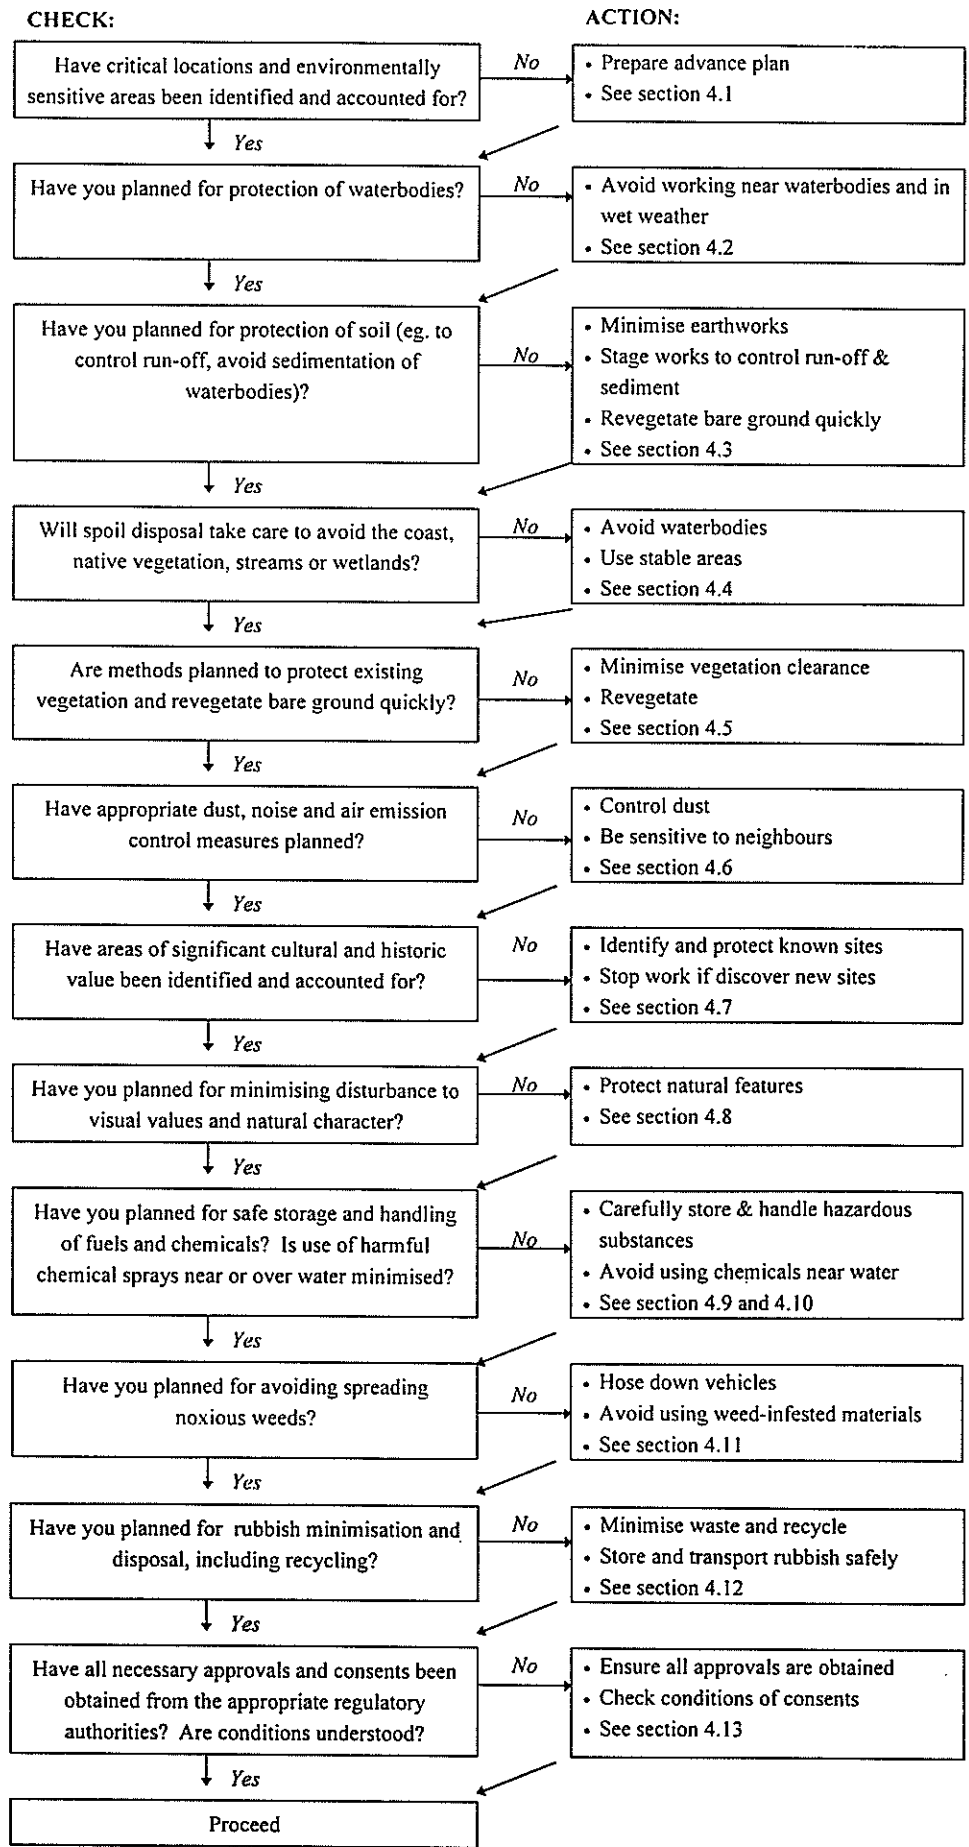 CHECK:
ACTION:
Have critical locations and environmentally
sensitive areas been identified and accounted for?
No
• Prepare advance plan
• See section 4.1
Yes
Have you planned for protection of waterbodies?
No
• Avoid working near waterbodies and in
wet weather
• See section 4.2
Yes
Have you planned for protection of soil (eg. to
control run-off, avoid sedimentation of
waterbodies)?
No
• Minimise earthworks
• Stage works to control run-off &
sediment
• Revegetate bare ground quickly
• See section 4.3
Yes
Will spoil disposal take care to avoid the coast,
native vegetation, streams or wetlands?
No
• Avoid waterbodies
• Use stable areas
• See section 4.4
Yes
Are methods planned to protect existing
vegetation and revegetate bare ground quickly?
No
• Minimise vegetation clearance
• Revegetate
• See section 4.5
Yes
Have appropriate dust, noise and air emission
control measures planned?
No
• Control dust
• Be sensitive to neighbours
• See section 4.6
Yes
Have areas of significant cultural and historic
value been identified and accounted for?
No
• Identify and protect known sites
• Stop work if discover new sites
• See section 4.7
Yes
Have you planned for minimising disturbance to
visual values and natural character?
No
• Protect natural features
• See section 4.8
Yes
Have you planned for safe storage and handling
of fuels and chemicals? Is use of harmful
chemical sprays near or over water minimised?
No
• Carefully store & handle hazardous
substances
• Avoid using chemicals near water
• See section 4.9 and 4.10
Yes
Have you planned for avoiding spreading
noxious weeds?
No
• Hose down vehicles
• Avoid using weed-infested materials
• See section 4.11
Yes
Have you planned for rubbish minimisation and
disposal, including recycling?
No
• Minimise waste and recycle
• Store and transport rubbish safely
• See section 4.12
Yes
Have all necessary approvals and consents been
obtained from the appropriate regulatory
authorities? Are conditions understood?
No
• Ensure all approvals are obtained
• Check conditions of consents
• See section 4.13
Yes
Proceed